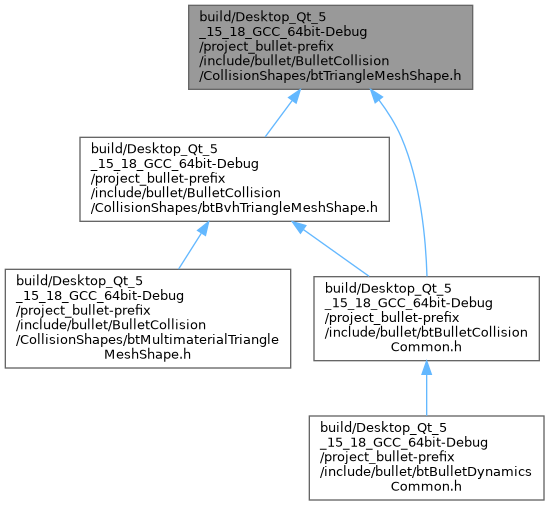 build/Desktop_Qt_5
_15_18_GCC_64bit-Debug
/project_bullet-prefix
/include/bullet/BulletCollision
/CollisionShapes/btTriangleMeshShape.h
build/Desktop_Qt_5
_15_18_GCC_64bit-Debug
/project_bullet-prefix
/include/bullet/BulletCollision
/CollisionShapes/btBvhTriangleMeshShape.h
build/Desktop_Qt_5
_15_18_GCC_64bit-Debug
/project_bullet-prefix
/include/bullet/BulletCollision
/CollisionShapes/btMultimaterialTriangle
MeshShape.h
build/Desktop_Qt_5
_15_18_GCC_64bit-Debug
/project_bullet-prefix
/include/bullet/btBulletCollision
Common.h
build/Desktop_Qt_5
_15_18_GCC_64bit-Debug
/project_bullet-prefix
/include/bullet/btBulletDynamics
Common.h